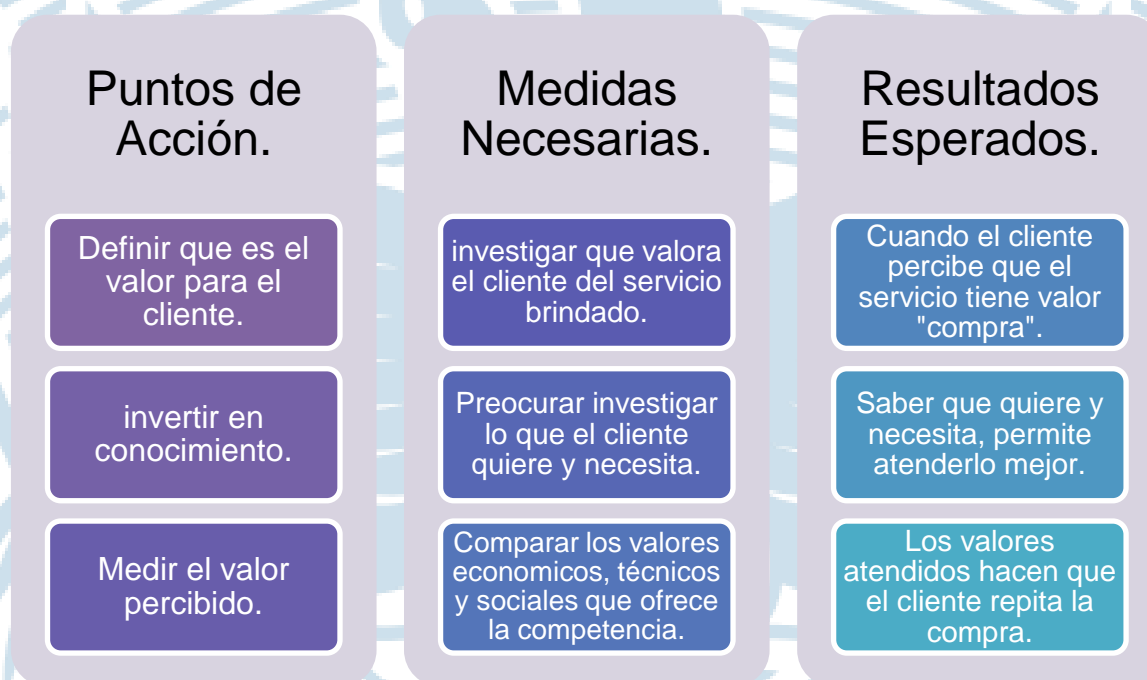 Puntos de
Acción.
Definir que es el
valor para el
cliente.
invertir en
conocimiento.
Medir el valor
percibido.
Medidas
Necesarias.
investigar que valora
el cliente del servicio
brindado.
Preocurar investigar
lo que el cliente
quiere y necesita.
Comparar los valores
economicos, técnicos
y sociales que ofrece
la competencia.
Resultados
Esperados.
Cuando el cliente
percibe que el
servicio tiene valor
"compra".
Saber que quiere y
necesita, permite
atenderlo mejor.
Los valores
atendidos hacen que
el cliente repita la
compra.